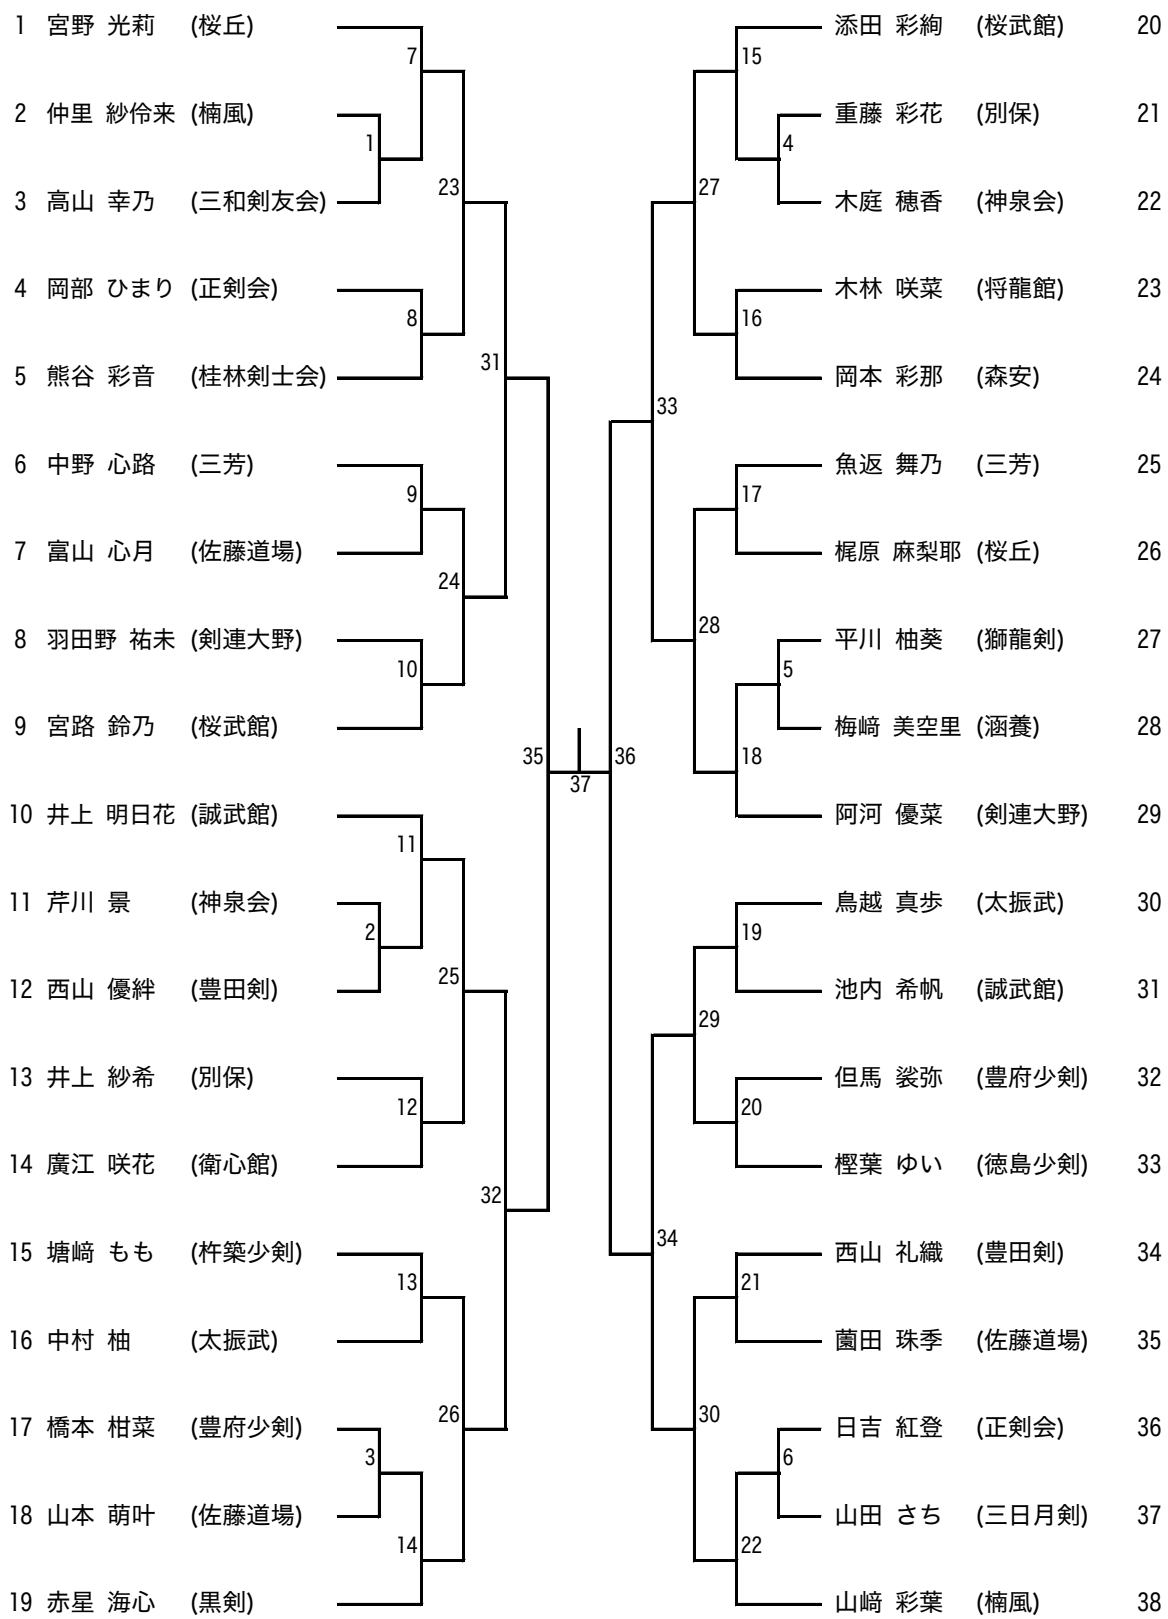 1 宮野 光莉 (桜丘)
2 仲里 紗伶来 (楠風)
3 高山 幸乃 (三和剣友会)
4 岡部 ひまり (正剣会)
5 熊谷 彩音 (桂林剣士会)
6 中野 心路 (三芳)
7 富山 心月 (佐藤道場)
8 羽田野 祐未 (剣連大野)
9 宮路 鈴乃 (桜武館)
10 井上 明日花 (誠武館)
11 芹川 景 (神泉会)
12 西山 優絆 (豊田剣)
13 井上 紗希 (別保)
14 廣江 咲花 (衛心館)
15 塘﨑 もも (杵築少剣)
16 中村 柚 (太振武)
17 橋本 柑菜 (豊府少剣)
18 山本 萌叶 (佐藤道場)
19 赤星 海心 (黒剣)
7
1
23
8
31
9
24
10
35
11
2
25
12
32
13
26
3
14
37
36
15
4
27
16
33
17
28
5
18
19
29
20
34
21
30
6
22
添田 彩絢 (桜武館) 20
重藤 彩花 (別保) 21
木庭 穂香 (神泉会) 22
木林 咲菜 (将龍館) 23
岡本 彩那 (森安) 24
魚返 舞乃 (三芳) 25
梶原 麻梨耶 (桜丘) 26
平川 柚葵 (獅龍剣) 27
梅﨑 美空里 (涵養) 28
阿河 優菜 (剣連大野) 29
鳥越 真歩 (太振武) 30
池内 希帆 (誠武館) 31
但馬 裟弥 (豊府少剣) 32
樫葉 ゆい (徳島少剣) 33
西山 礼織 (豊田剣) 34
薗田 珠季 (佐藤道場) 35
日吉 紅登 (正剣会) 36
山田 さち (三日月剣) 37
山﨑 彩葉 (楠風) 38